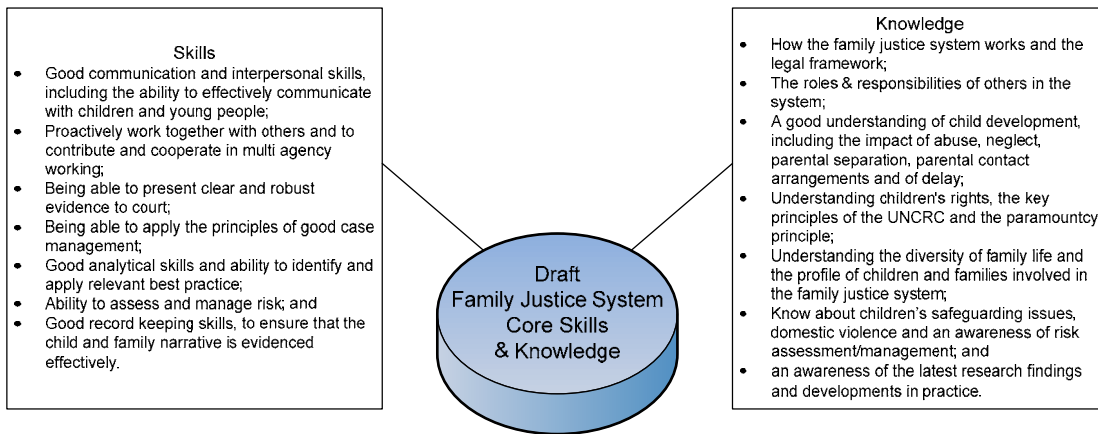 Skills
• Good communication and interpersonal skills,
including the ability to effectively communicate
with children and young people;
• Proactively work together with others and to
contribute and cooperate in multi agency
working;
• Being able to present clear and robust
evidence to court;
• Being able to apply the principles of good case
management;
• Good analytical skills and ability to identify and
apply relevant best practice;
• Ability to assess and manage risk; and
• Good record keeping skills, to ensure that the
child and family narrative is evidenced
effectively.
Draft
Family Justice System
Core Skills
& Knowledge
Knowledge
• How the family justice system works and the
legal framework;
• The roles & responsibilities of others in the
system;
• A good understanding of child development,
including the impact of abuse, neglect,
parental separation, parental contact
arrangements and of delay;
• Understanding children's rights, the key
principles of the UNCRC and the paramountcy
principle;
• Understanding the diversity of family life and
the profile of children and families involved in
the family justice system;
• Know about children’s safeguarding issues,
domestic violence and an awareness of risk
assessment/management; and
• an awareness of the latest research findings
and developments in practice.